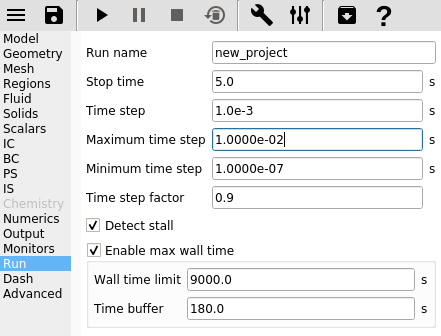 Model
Geometry
Mesh
Regions
Fluid
Solids
Scalars
IC
BC
PS
IS
Chemistry
Numerics
Output
Monitors
Run
Dash
Advanced
Run name new_project
Stop time 5.0 s
Time step 1.0e-3 s
Maximum time step 1.0000e-02 s
Minimum time step 1.0000e-07 s
Time step factor 0.9
Detect stall
Enable max wall time
Wall time limit 9000.0 s
Time buffer 180.0 s